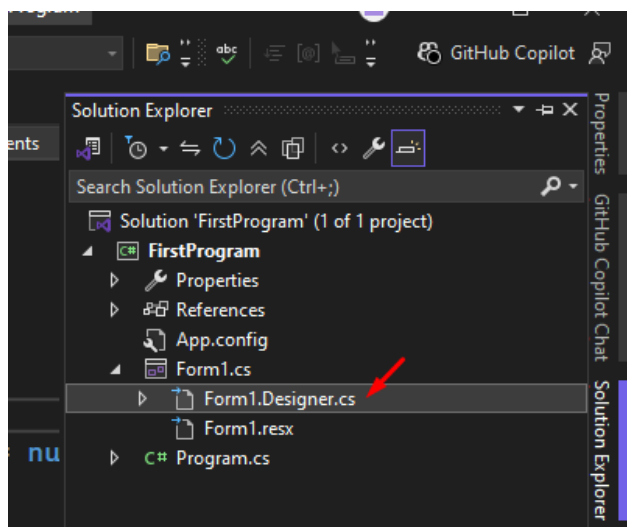 GitHub Copilot
Solution Explorer
ents
Search Solution Explorer (Ctrl+;)
Solution 'FirstProgram' (1 of 1 project)
C# FirstProgram
Properties
References
App.config
Form1.cs
Form1.Designer.cs
Form1.resx
nu
C# Program.cs
Properties
GitHub Copilot Chat
Solution Explorer